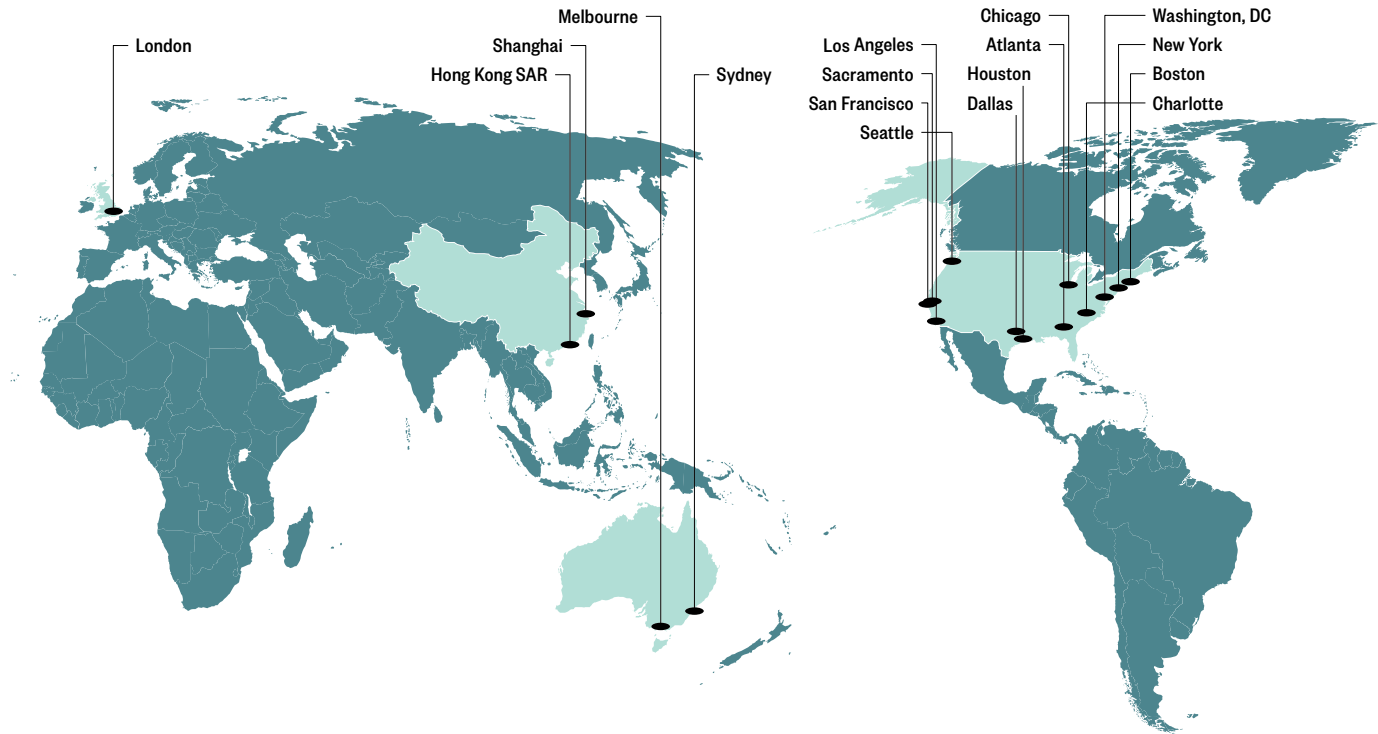 Melbourne
London
Shanghai
Hong Kong SAR
Sydney
Chicago
Washington, DC
Los Angeles
Atlanta
New York
Sacramento
Houston
Boston
San Francisco
Dallas
Charlotte
Seattle